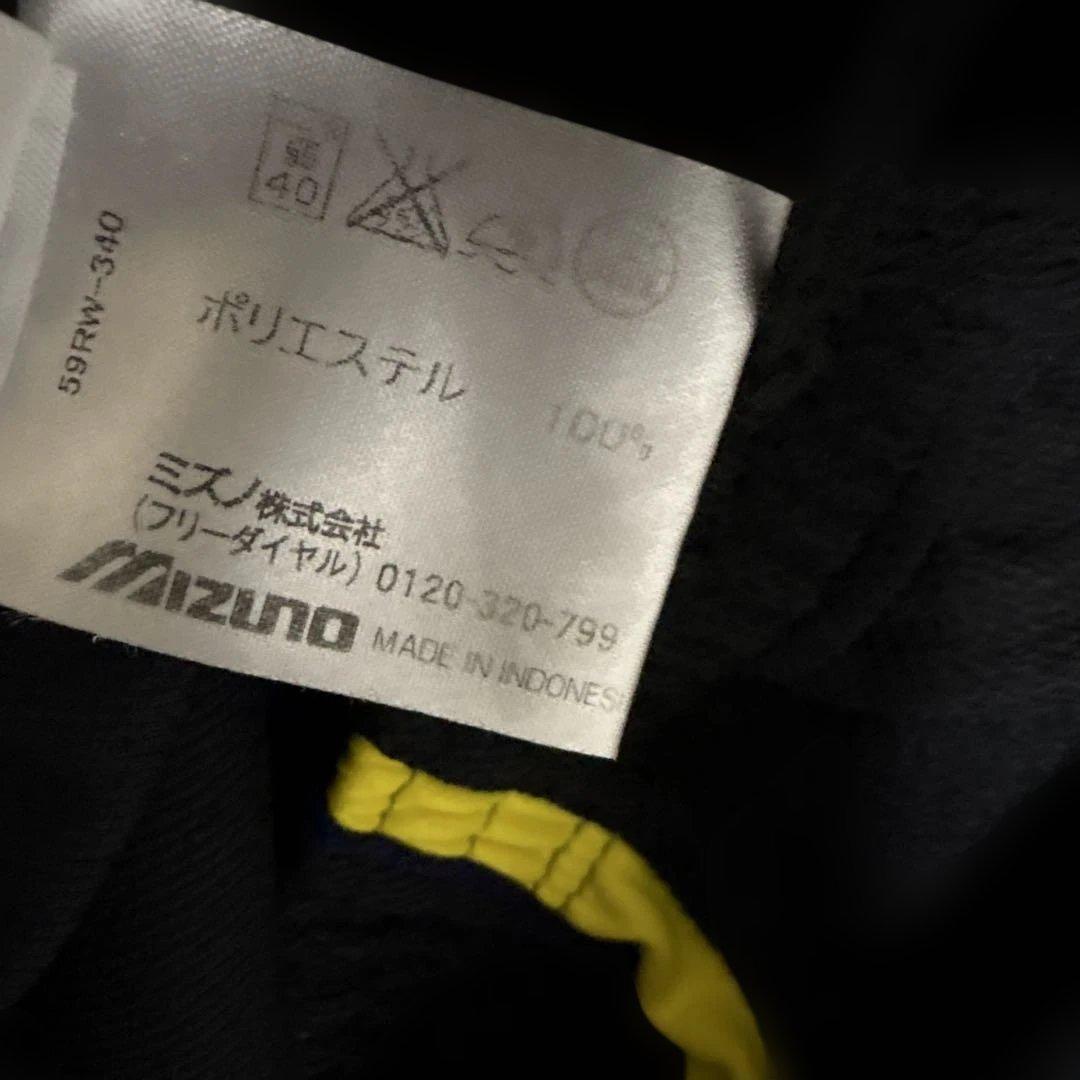 40
59RW-340
ポリエステル 100%
ミズノ株式会社
(フリーダイヤル) 0120-320-799
MIZUNO MADE IN INDONES